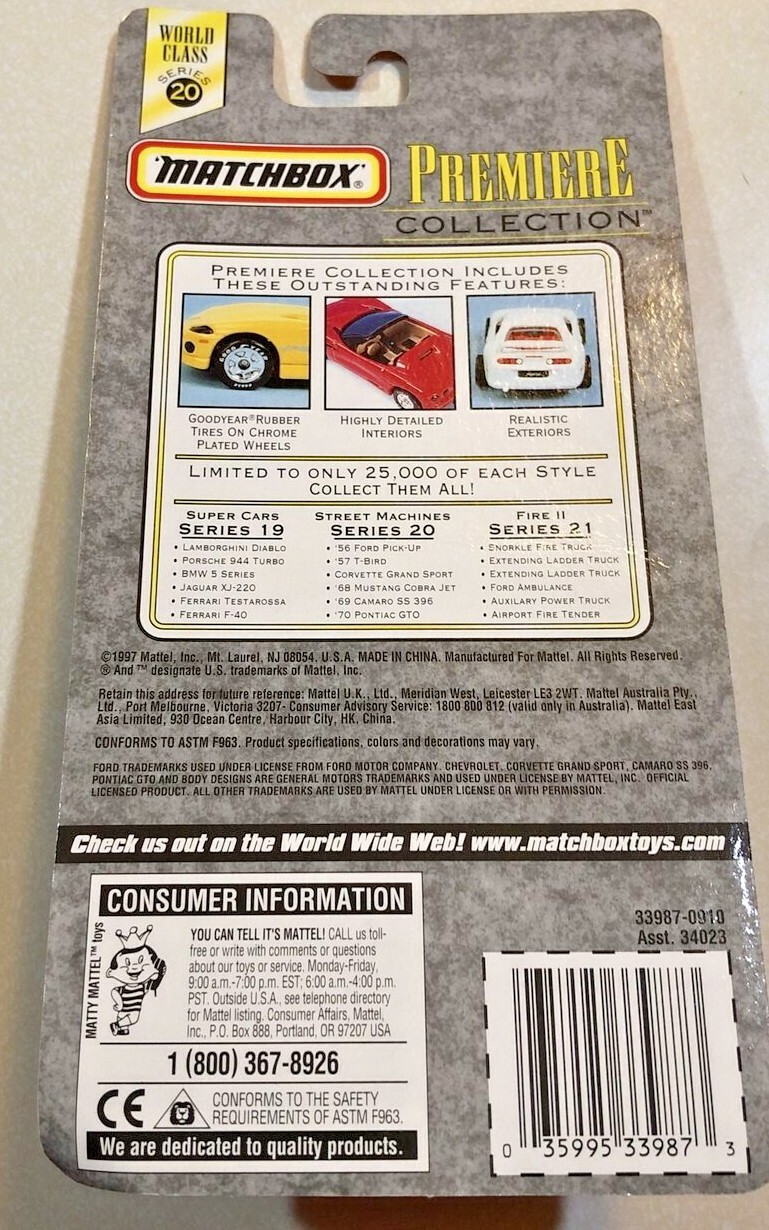 WORLD
CLASS
SERIES
20
MATCHBOX®
PREMIERE
COLLECTION™
PREMIERE COLLECTION INCLUDES
THESE OUTSTANDING FEATURES:
GOODYEAR® RUBBER
TIRES ON CHROME
PLATED WHEELS
HIGHLY DETAILED
INTERIORS
REALISTIC
EXTERIORS
LIMITED TO ONLY 25,000 OF EACH STYLE
COLLECT THEM ALL!
SUPER CARS
SERIES 19
• LAMBORGHINI DIABLO
• PORSCHE 944 TURBO
• BMW 5 SERIES
• JAGUAR XJ-220
• FERRARI TESTAROSSA
• FERRARI F-40
STREET MACHINES
SERIES 20
• '56 FORD PICK-UP
• '57 T-BIRD
• CORVETTE GRAND SPORT
• '68 MUSTANG COBRA JET
• '69 CAMARO SS 396
• '70 PONTIAC GTO
FIRE II
SERIES 21
• SNORKLE FIRE TRUCK
• EXTENDING LADDER TRUCK
• EXTENDING LADDER TRUCK
• FORD AMBULANCE
• AUXILARY POWER TRUCK
• AIRPORT FIRE TENDER
©1997 Mattel, Inc., Mt. Laurel, NJ 08054. U.S.A. MADE IN CHINA. Manufactured For Mattel. All Rights Reserved.
® And ™ designate U.S. trademarks of Mattel, Inc.
Retain this address for future reference: Mattel U.K., Ltd., Meridian West, Leicester LE3 2WT. Mattel Australia Pty.,
Ltd., Port Melbourne, Victoria 3207- Consumer Advisory Service: 1800 800 812 (valid only in Australia). Mattel East
Asia Limited, 930 Ocean Centre, Harbour City, HK, China.
CONFORMS TO ASTM F963. Product specifications, colors and decorations may vary.
FORD TRADEMARKS USED UNDER LICENSE FROM FORD MOTOR COMPANY. CHEVROLET, CORVETTE GRAND SPORT, CAMARO SS 396,
PONTIAC GTO AND BODY DESIGNS ARE GENERAL MOTORS TRADEMARKS AND USED UNDER LICENSE BY MATTEL, INC. OFFICIAL
LICENSED PRODUCT. ALL OTHER TRADEMARKS ARE USED BY MATTEL UNDER LICENSE OR WITH PERMISSION.
Check us out on the World Wide Web! www.matchboxtoys.com
CONSUMER INFORMATION
MATTY MATTEL™ toys
YOU CAN TELL IT'S MATTEL! CALL us toll-
free or write with comments or questions
about our toys or service. Monday-Friday,
9:00 a.m.-7:00 p.m. EST; 6:00 a.m.-4:00 p.m.
PST. Outside U.S.A., see telephone directory
for Mattel listing. Consumer Affairs, Mattel,
Inc., P.O. Box 888, Portland, OR 97207 USA
1 (800) 367-8926
CE
CONFORMS TO THE SAFETY
REQUIREMENTS OF ASTM F963.
We are dedicated to quality products.
33987-0910
Asst. 34023
0 35995 33987 3